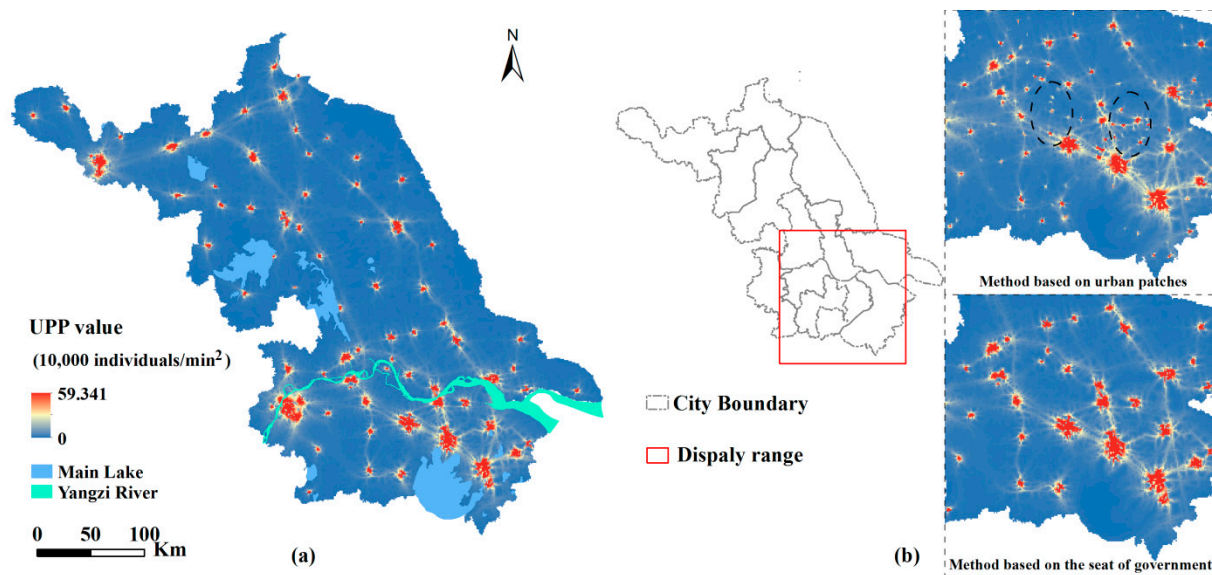 N
UPP value
(10,000 individuals/min²)
59.341
0
Main Lake
Yangzi River
0 50 100
Km
(a)
City Boundary
Dispaly range
(b)
Method based on urban patches
Method based on the seat of government